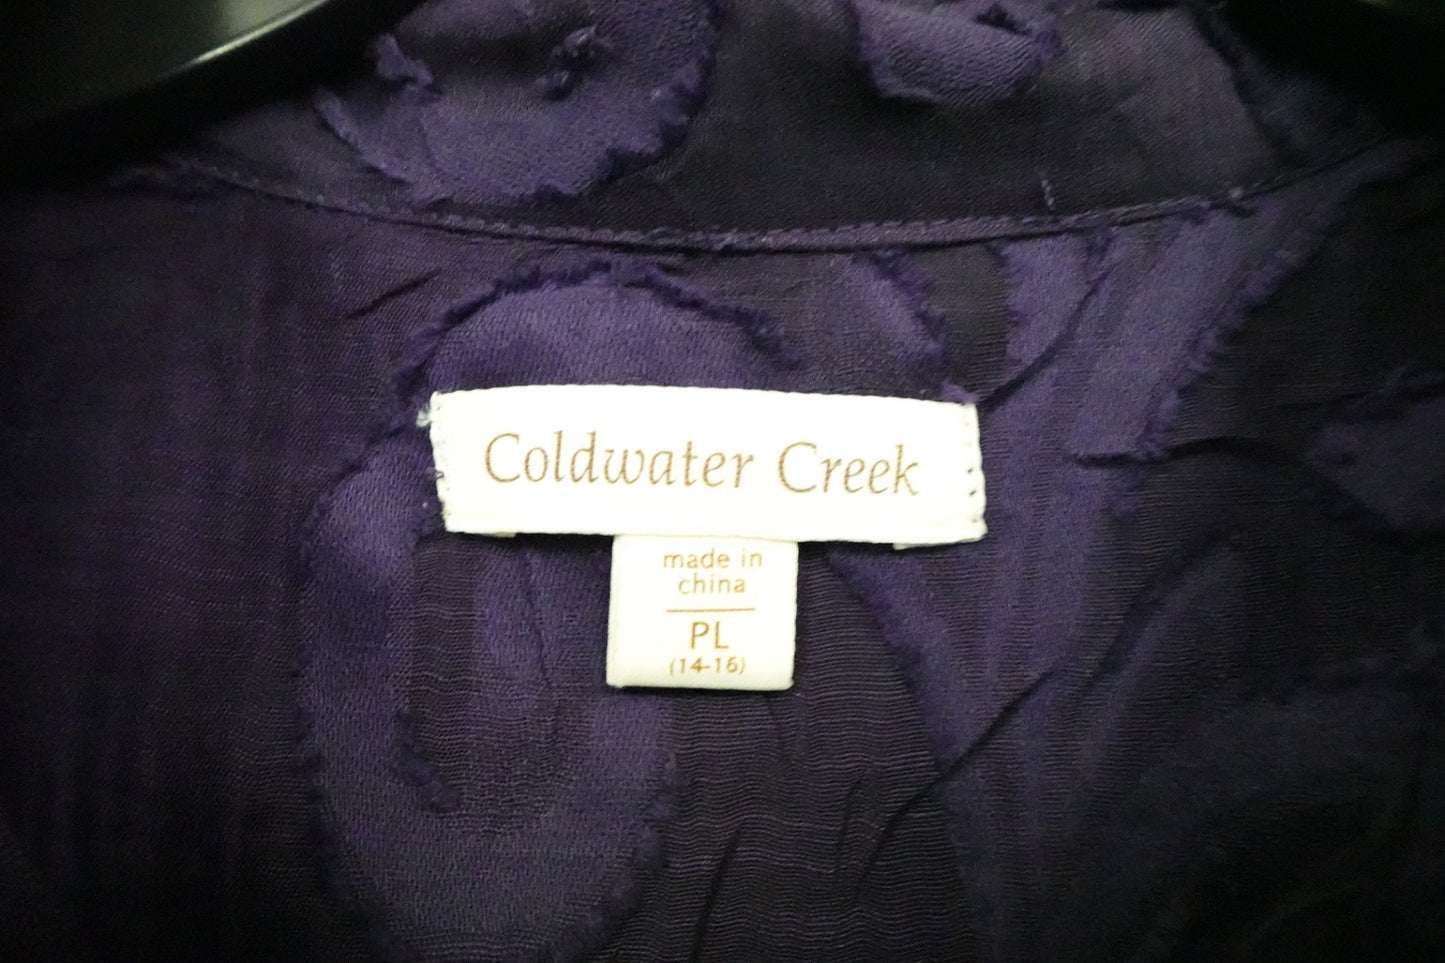 Coldwater Creek
made in
china
PL
(14-16)